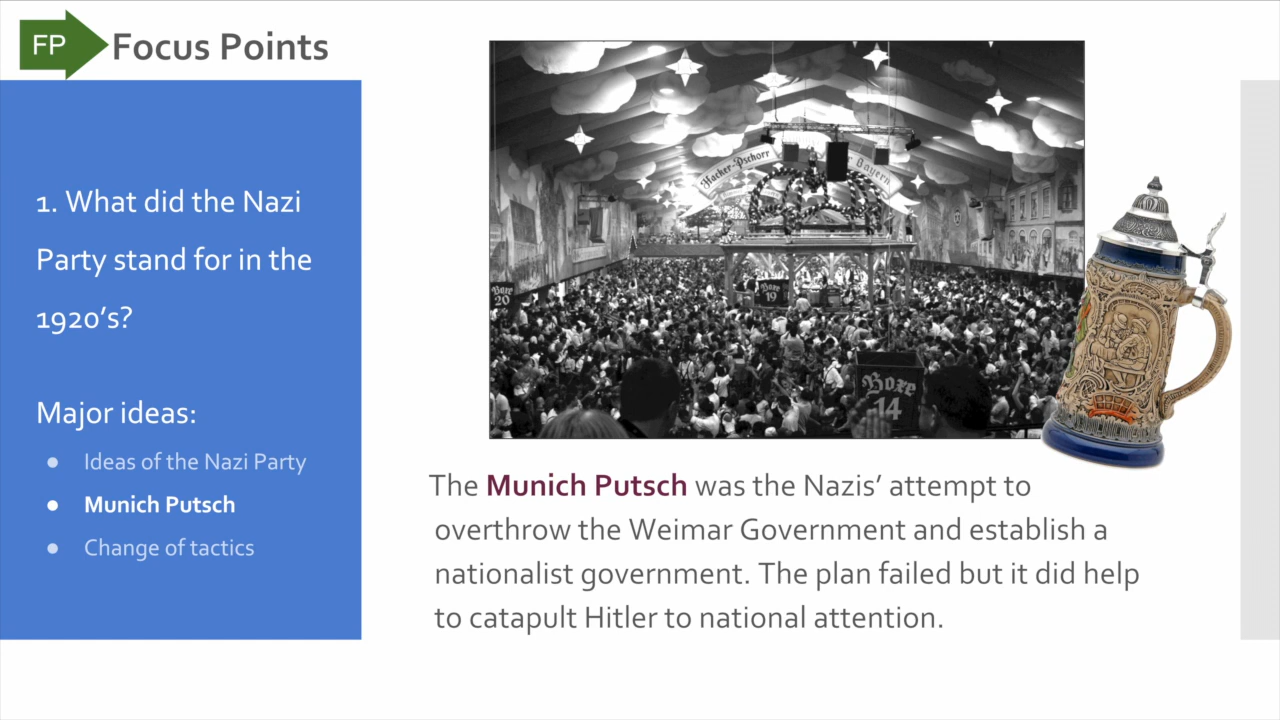 FP
Focus Points
1. What did the Nazi
Party stand for in the
1920's?
Major ideas:
● Ideas of the Nazi Party
● Munich Putsch
● Change of tactics
Hacker-Pschorr
Bayern
Boxe
20
Boxe
19
Boxe
14
The Munich Putsch was the Nazis' attempt to
overthrow the Weimar Government and establish a
nationalist government. The plan failed but it did help
to catapult Hitler to national attention.